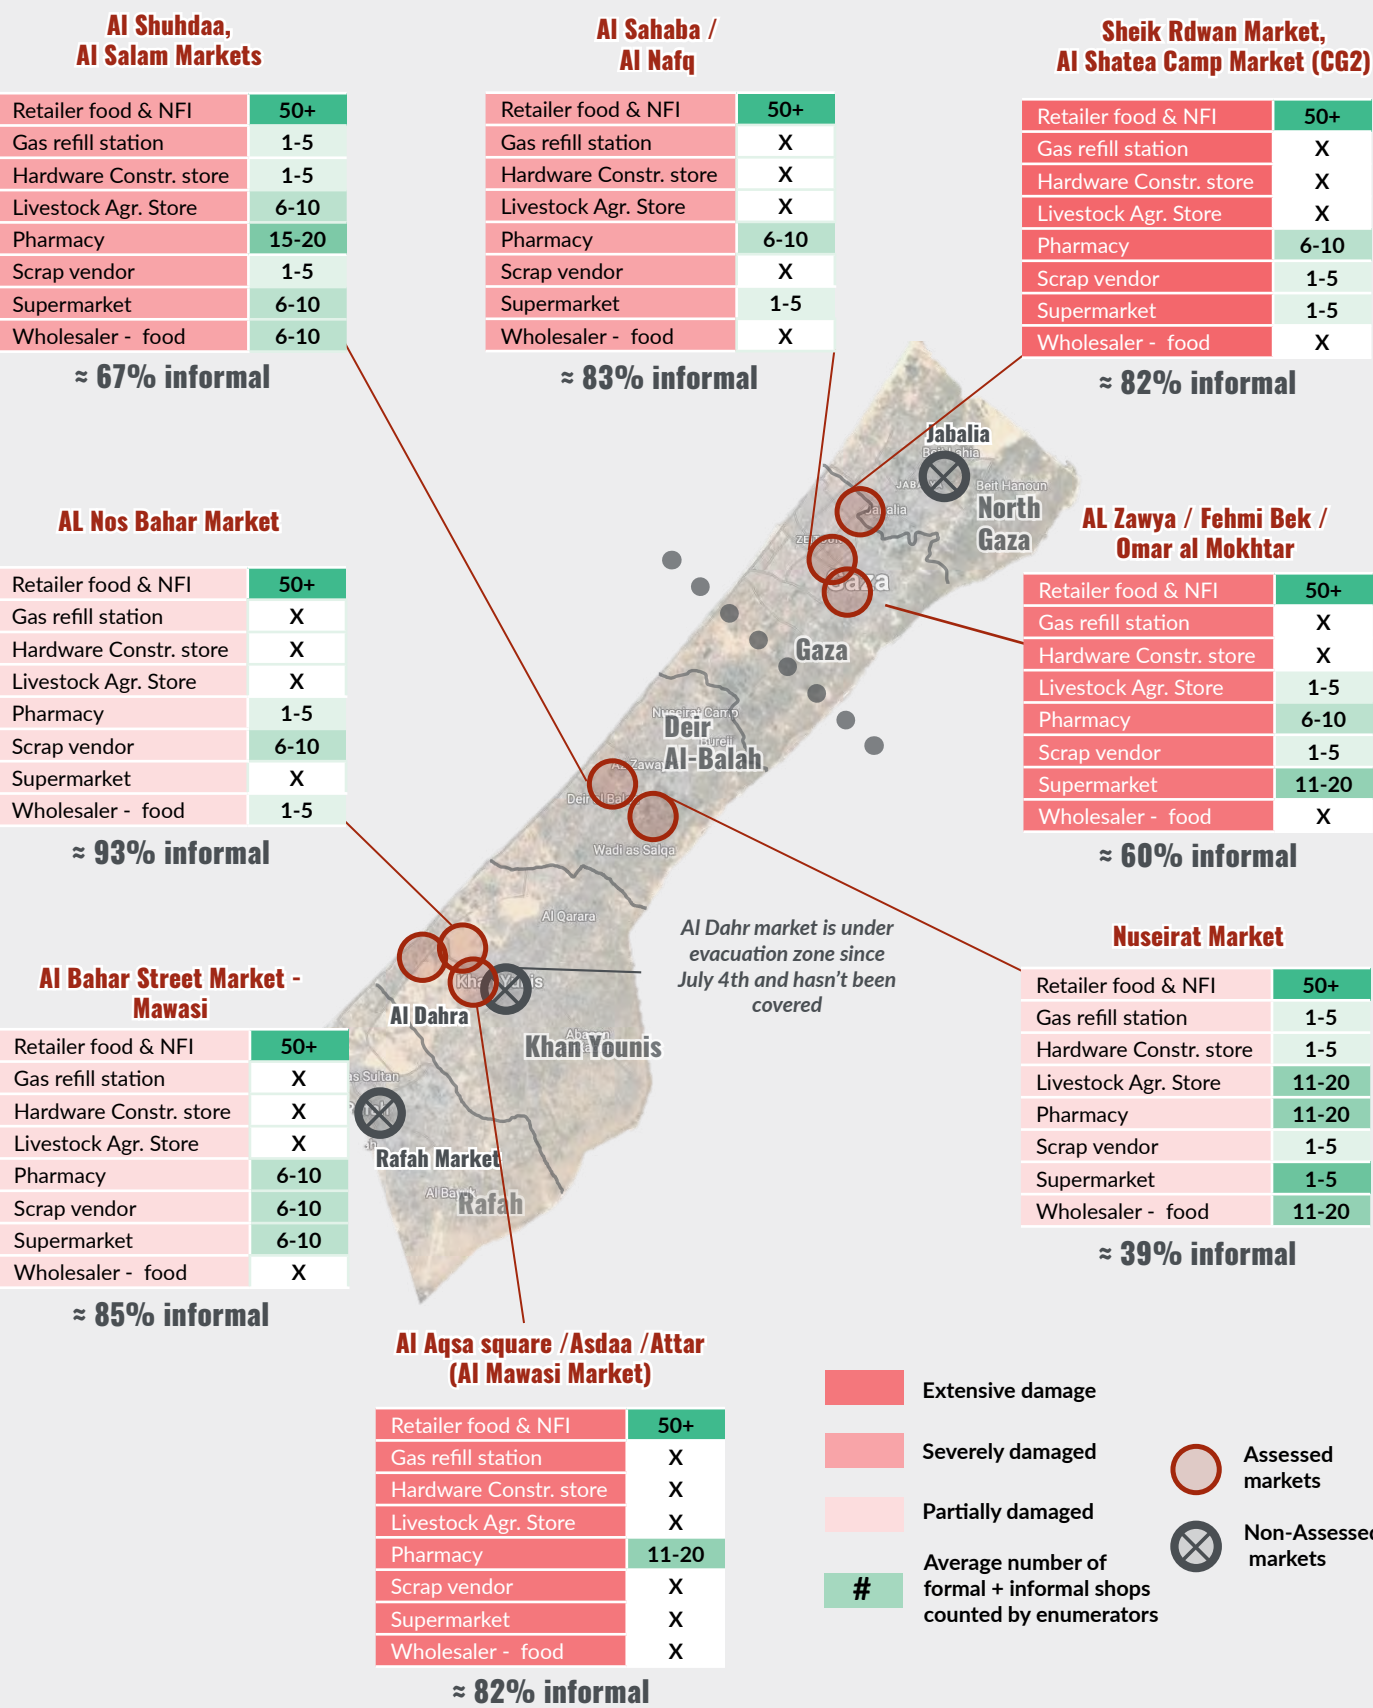 Al Shuhdaa,
Al Salam Markets
Retailer food & NFI 50+
Gas refill station 1-5
Hardware Constr. store 1-5
Livestock Agr. Store 6-10
Pharmacy 15-20
Scrap vendor 1-5
Supermarket 6-10
Wholesaler - food 6-10
≈ 67% informal
Al Sahaba /
Al Nafq
Retailer food & NFI 50+
Gas refill station X
Hardware Constr. store X
Livestock Agr. Store X
Pharmacy 6-10
Scrap vendor X
Supermarket 1-5
Wholesaler - food X
≈ 83% informal
Sheik Rdwan Market,
Al Shatea Camp Market (CG2)
Retailer food & NFI 50+
Gas refill station X
Hardware Constr. store X
Livestock Agr. Store X
Pharmacy 6-10
Scrap vendor 1-5
Supermarket 1-5
Wholesaler - food X
≈ 82% informal
Jabalia
Beit Hanoun
North
Gaza
Gaza
Gaza
Nuseirat Camp
Bureij
Deir
Al-Balah
Wadi as Salqa
Al Qarara
Al Dahra
Khan Younis
Rafah Market
Rafah
AL Nos Bahar Market
Retailer food & NFI 50+
Gas refill station X
Hardware Constr. store X
Livestock Agr. Store X
Pharmacy 1-5
Scrap vendor 6-10
Supermarket X
Wholesaler - food 1-5
≈ 93% informal
AL Zawya / Fehmi Bek /
Omar al Mokhtar
Retailer food & NFI 50+
Gas refill station X
Hardware Constr. store X
Livestock Agr. Store 1-5
Pharmacy 6-10
Scrap vendor 1-5
Supermarket 11-20
Wholesaler - food X
≈ 60% informal
Al Dahr market is under
evacuation zone since
July 4th and hasn't been
covered
Al Bahar Street Market -
Mawasi
Retailer food & NFI 50+
Gas refill station X
Hardware Constr. store X
Livestock Agr. Store X
Pharmacy 6-10
Scrap vendor 6-10
Supermarket 6-10
Wholesaler - food X
≈ 85% informal
Nuseirat Market
Retailer food & NFI 50+
Gas refill station 1-5
Hardware Constr. store 1-5
Livestock Agr. Store 11-20
Pharmacy 11-20
Scrap vendor 1-5
Supermarket 1-5
Wholesaler - food 11-20
≈ 39% informal
Al Aqsa square /Asdaa /Attar
(Al Mawasi Market)
Retailer food & NFI 50+
Gas refill station X
Hardware Constr. store X
Livestock Agr. Store X
Pharmacy 11-20
Scrap vendor X
Supermarket X
Wholesaler - food X
≈ 82% informal
Extensive damage
Severely damaged
Partially damaged
# Average number of
formal + informal shops
counted by enumerators
Assessed
markets
Non-Assessed
markets